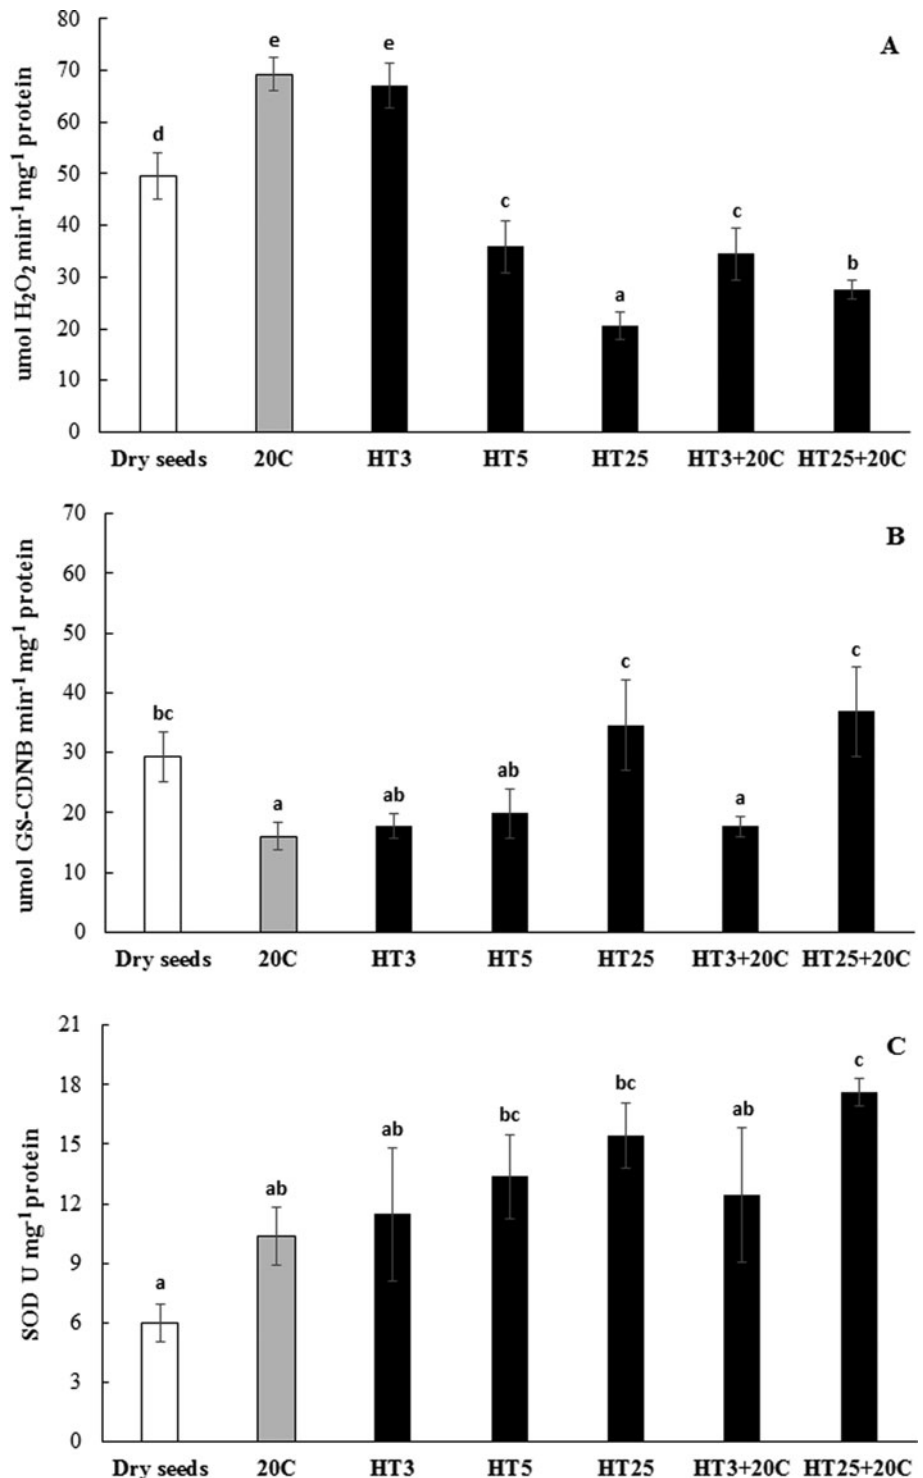 A
umol H₂O₂ min⁻¹ mg⁻¹ protein
80
70
60
50
40
30
20
10
0
d
e
e
c
a
c
b
Dry seeds 20C HT3 HT5 HT25 HT3+20C HT25+20C
B
umol GS-CDNB min⁻¹ mg⁻¹ protein
70
60
50
40
30
20
10
0
bc
a
ab
ab
c
a
c
Dry seeds 20C HT3 HT5 HT25 HT3+20C HT25+20C
C
SOD U mg⁻¹ protein
21
18
15
12
9
6
3
0
a
ab
ab
bc
bc
ab
c
Dry seeds 20C HT3 HT5 HT25 HT3+20C HT25+20C